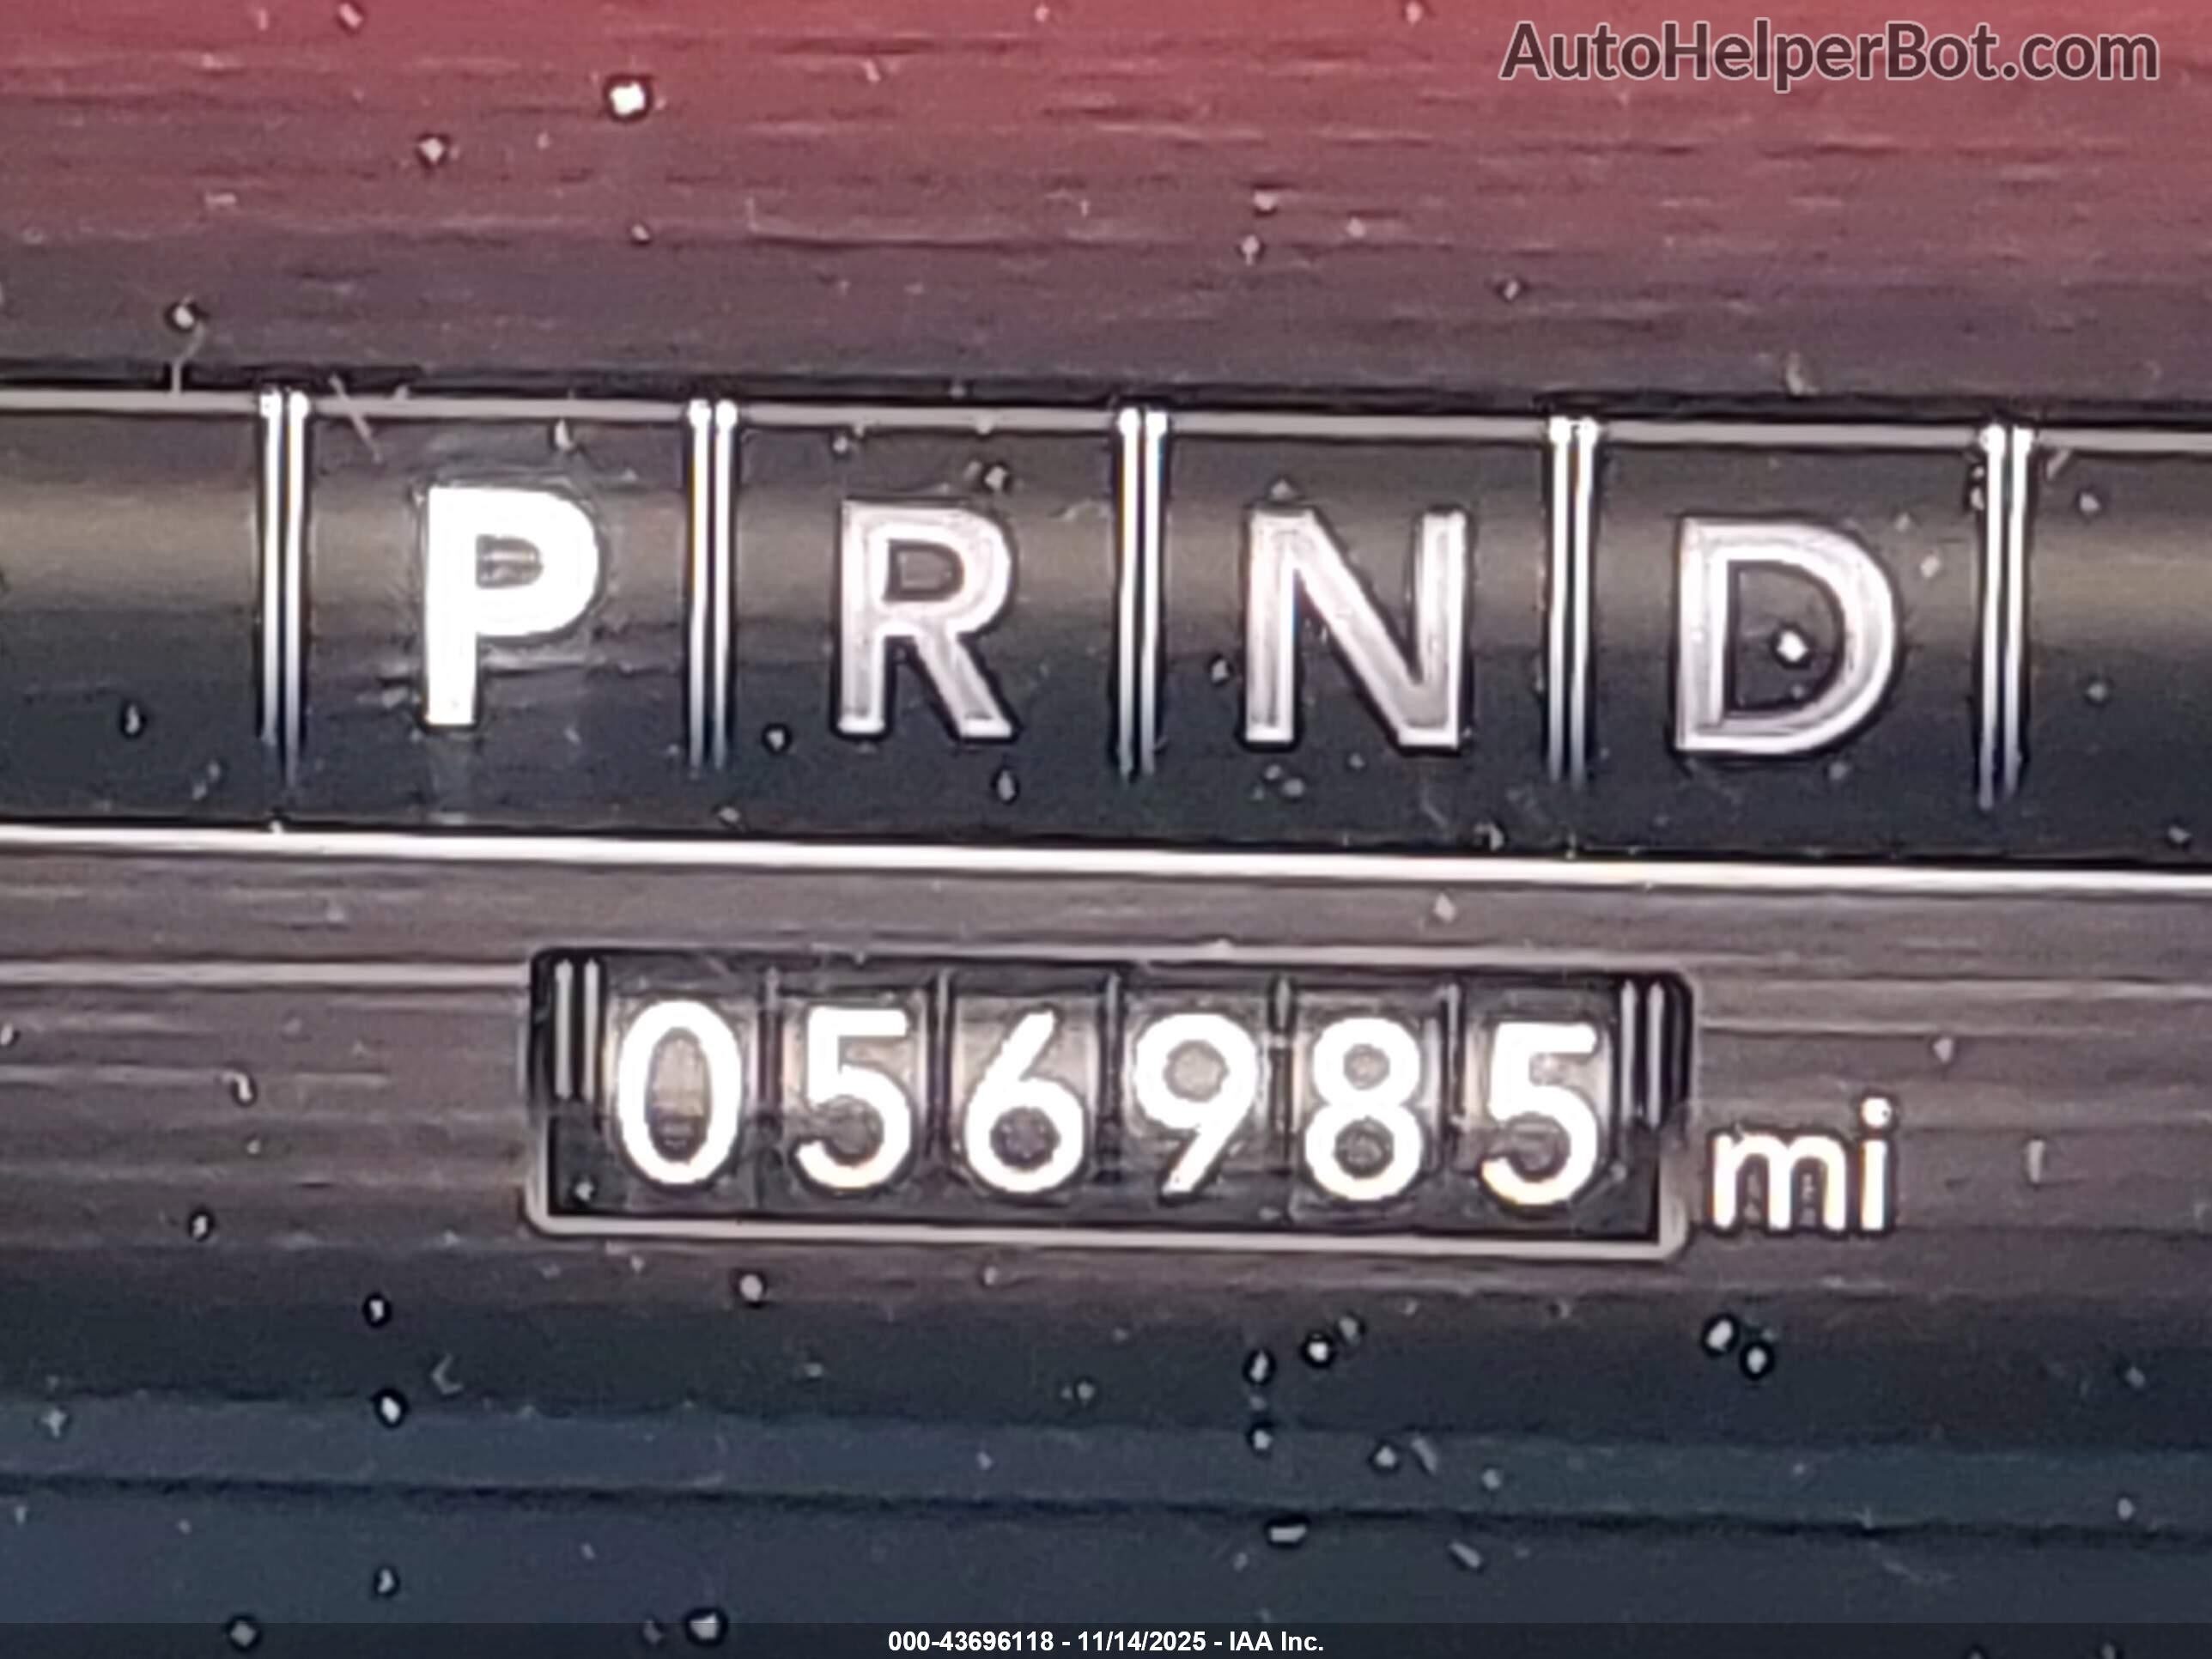 AutoHelperBot.com
P R N D
056985 mi
000-43696118 - 11/14/2025 - IAA Inc.